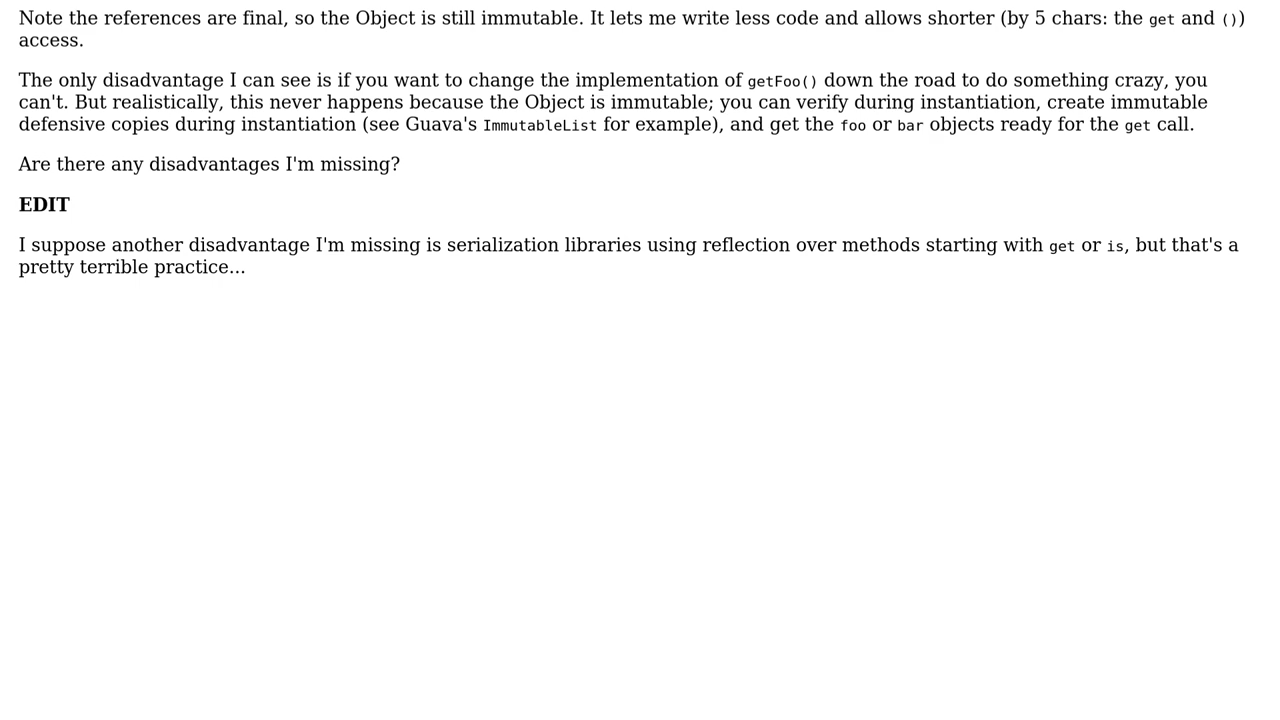 Note the references are final, so the Object is still immutable. It lets me write less code and allows shorter (by 5 chars: the get and ())
access.
The only disadvantage I can see is if you want to change the implementation of getFoo() down the road to do something crazy, you
can't. But realistically, this never happens because the Object is immutable; you can verify during instantiation, create immutable
defensive copies during instantiation (see Guava's ImmutableList for example), and get the foo or bar objects ready for the get call.
Are there any disadvantages I'm missing?
EDIT
I suppose another disadvantage I'm missing is serialization libraries using reflection over methods starting with get or is, but that's a
pretty terrible practice...